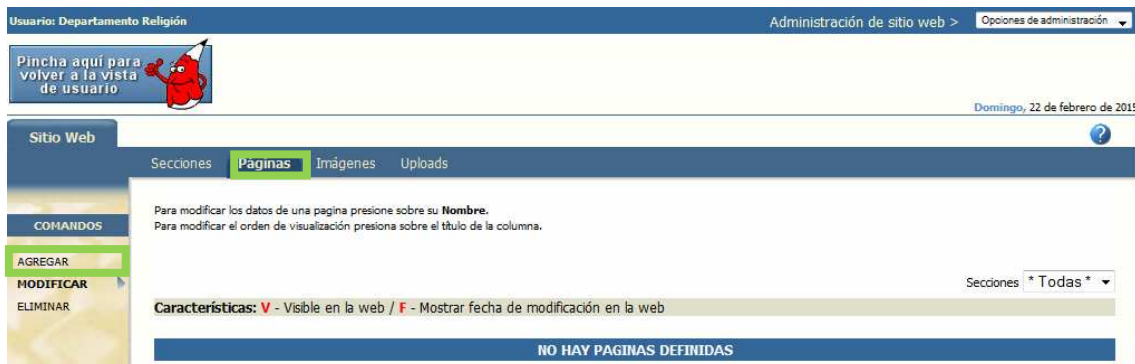 Usuario: Departamento Religión
Administración de sitio web >
Opciones de administración
Pincha aquí para
volver a la vista
de usuario
Domingo, 22 de febrero de 2015
Sitio Web
Secciones Páginas Imágenes Uploads
Para modificar los datos de una pagina presione sobre su Nombre.
Para modificar el orden de visualización presiona sobre el título de la columna.
COMANDOS
AGREGAR
MODIFICAR
ELIMINAR
Secciones * Todas *
Características: V - Visible en la web / F - Mostrar fecha de modificación en la web
NO HAY PAGINAS DEFINIDAS